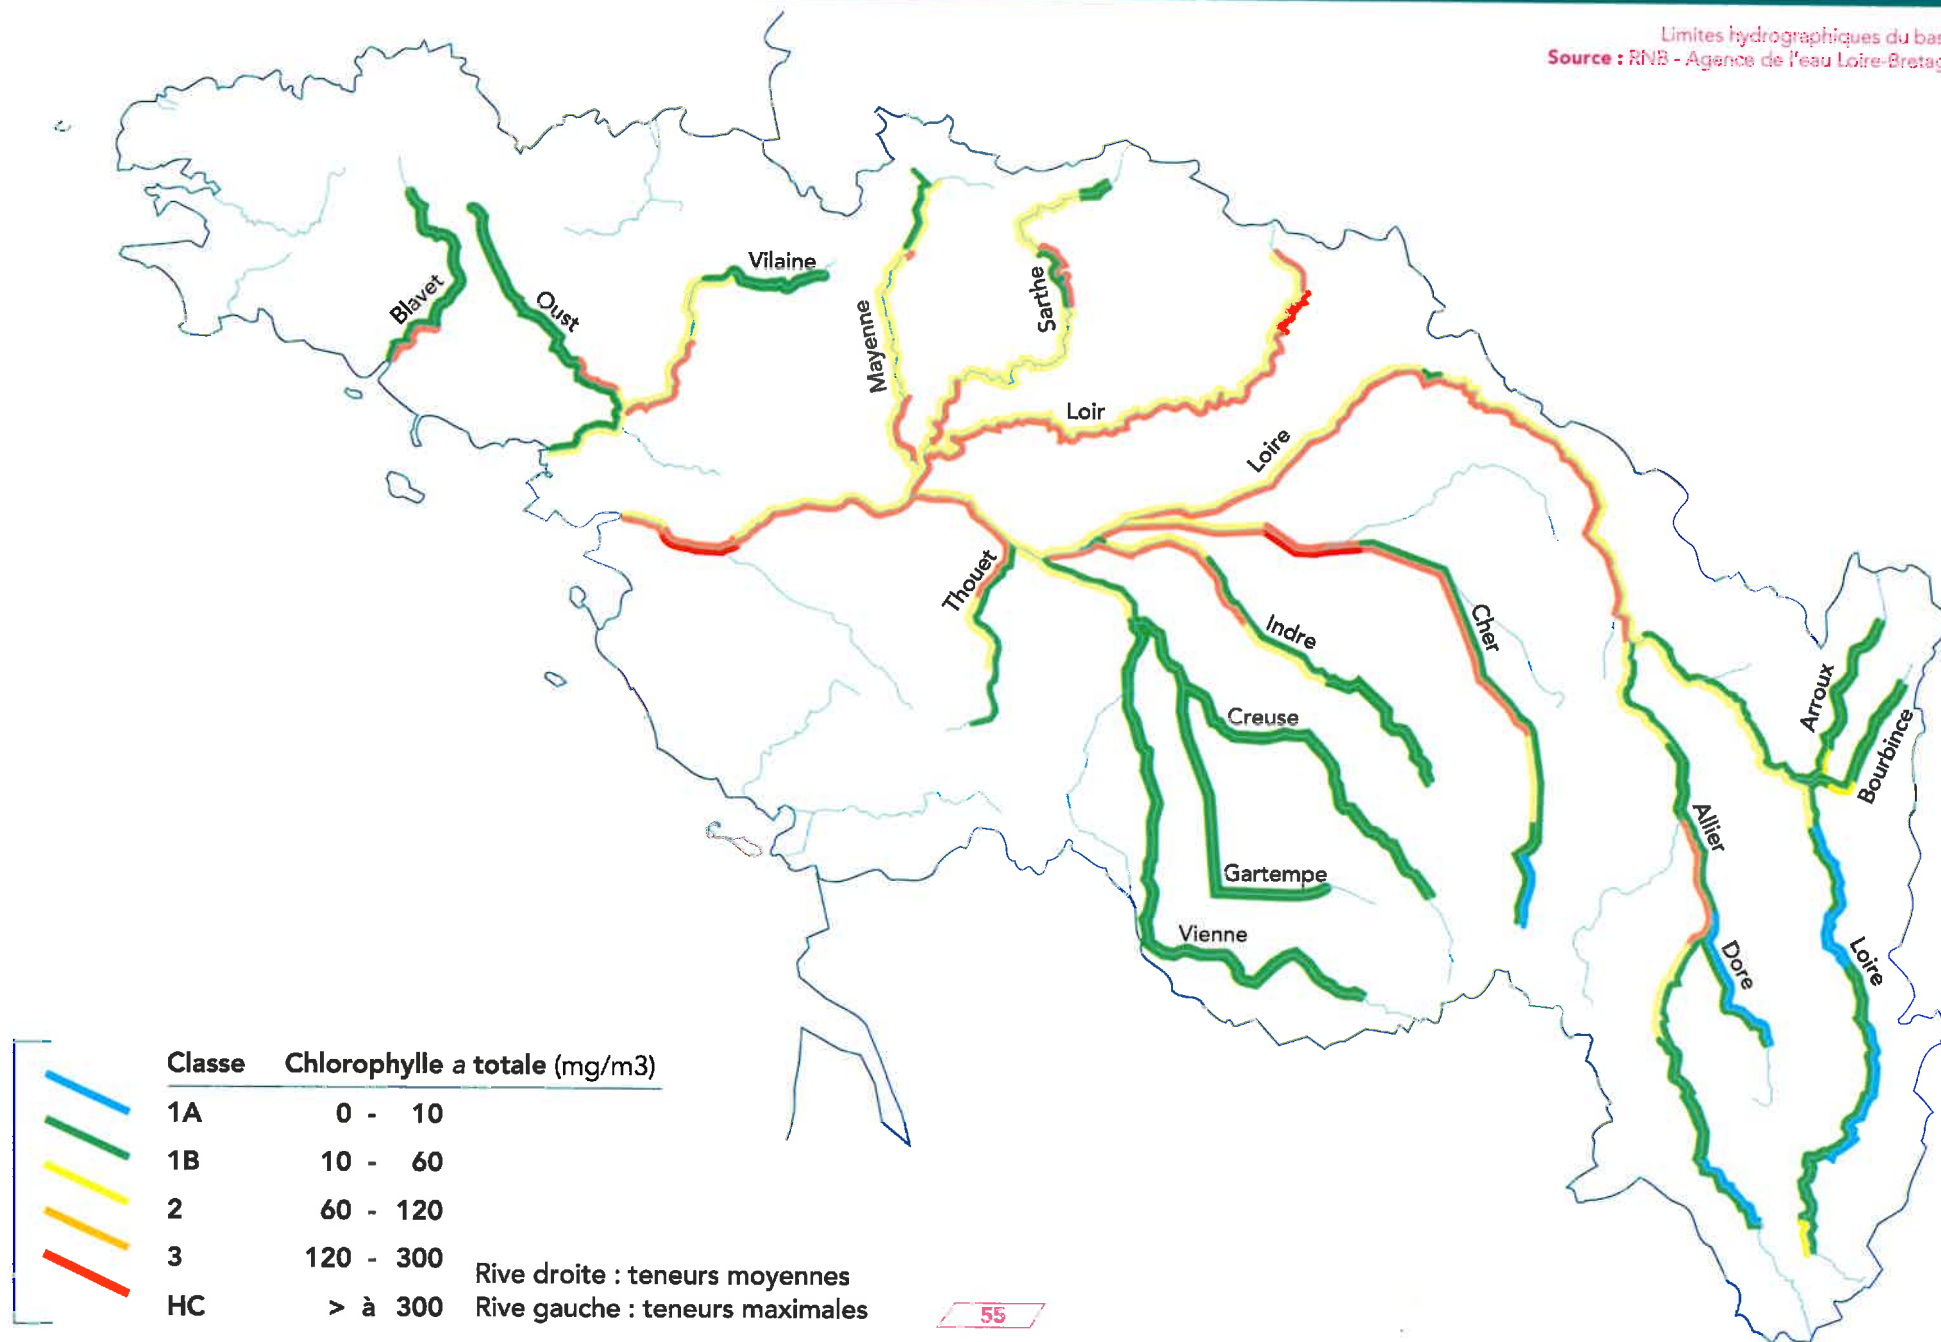 Limites hydrographiques du bas
Source : RNB - Agence de l'eau Loire-Bretag
Vilaine
Blavet
Oust
Mayenne
Sarthe
Loir
Loire
Thouet
Indre
Cher
Creuse
Gartempe
Vienne
Arroux
Bourbince
Allier
Dore
Loire
Classe Chlorophylle a totale (mg/m3)
1A 0 - 10
1B 10 - 60
2 60 - 120
3 120 - 300
HC > à 300
Rive droite : teneurs moyennes
Rive gauche : teneurs maximales
55